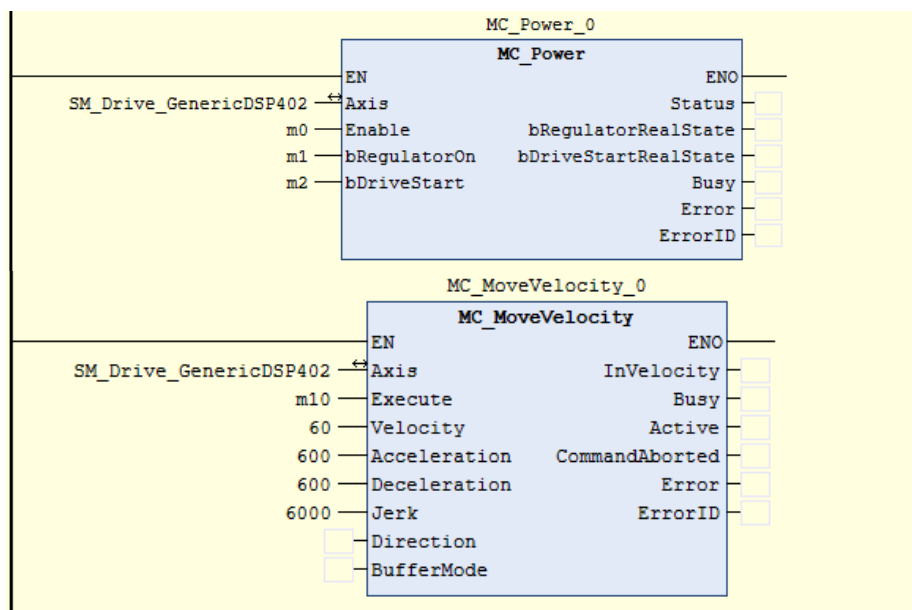 MC_Power_0
MC_Power
EN ENO
SM_Drive_GenericDSP402 Axis Status
m0 Enable bRegulatorRealState
m1 bRegulatorOn bDriveStartRealState
m2 bDriveStart Busy
Error
ErrorID
MC_MoveVelocity_0
MC_MoveVelocity
EN ENO
SM_Drive_GenericDSP402 Axis InVelocity
m10 Execute Busy
60 Velocity Active
600 Acceleration CommandAborted
600 Deceleration Error
6000 Jerk ErrorID
Direction
BufferMode